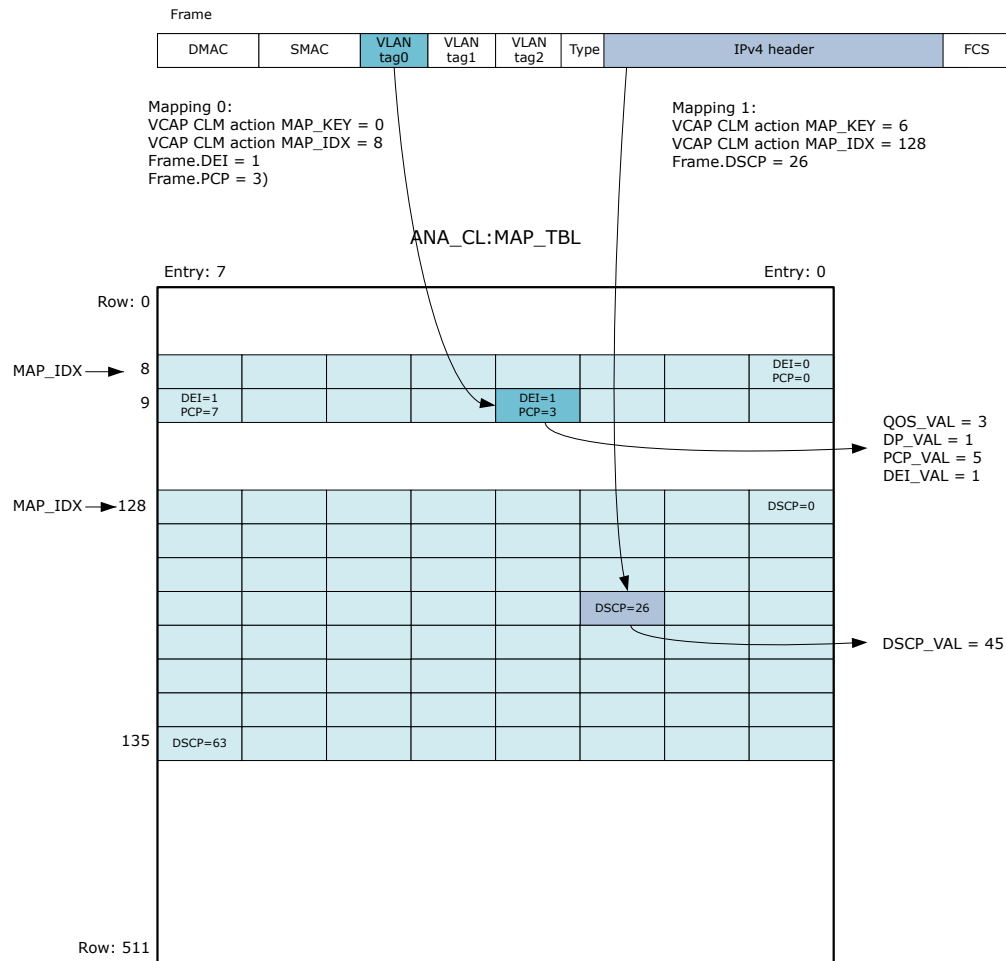 Frame
DMAC
SMAC
VLAN
tag0
VLAN
tag1
VLAN
tag2
Type
IPv4 header
FCS
Mapping 0:
VCAP CLM action MAP_KEY = 0
VCAP CLM action MAP_IDX = 8
Frame.DEI = 1
Frame.PCP = 3)
Mapping 1:
VCAP CLM action MAP_KEY = 6
VCAP CLM action MAP_IDX = 128
Frame.DSCP = 26
ANA_CL:MAP_TBL
Entry: 7
Entry: 0
Row: 0
MAP_IDX
8
DEI=0
PCP=0
9
DEI=1
PCP=7
DEI=1
PCP=3
QOS_VAL = 3
DP_VAL = 1
PCP_VAL = 5
DEI_VAL = 1
MAP_IDX
128
DSCP=0
DSCP=26
DSCP_VAL = 45
135
DSCP=63
Row: 511